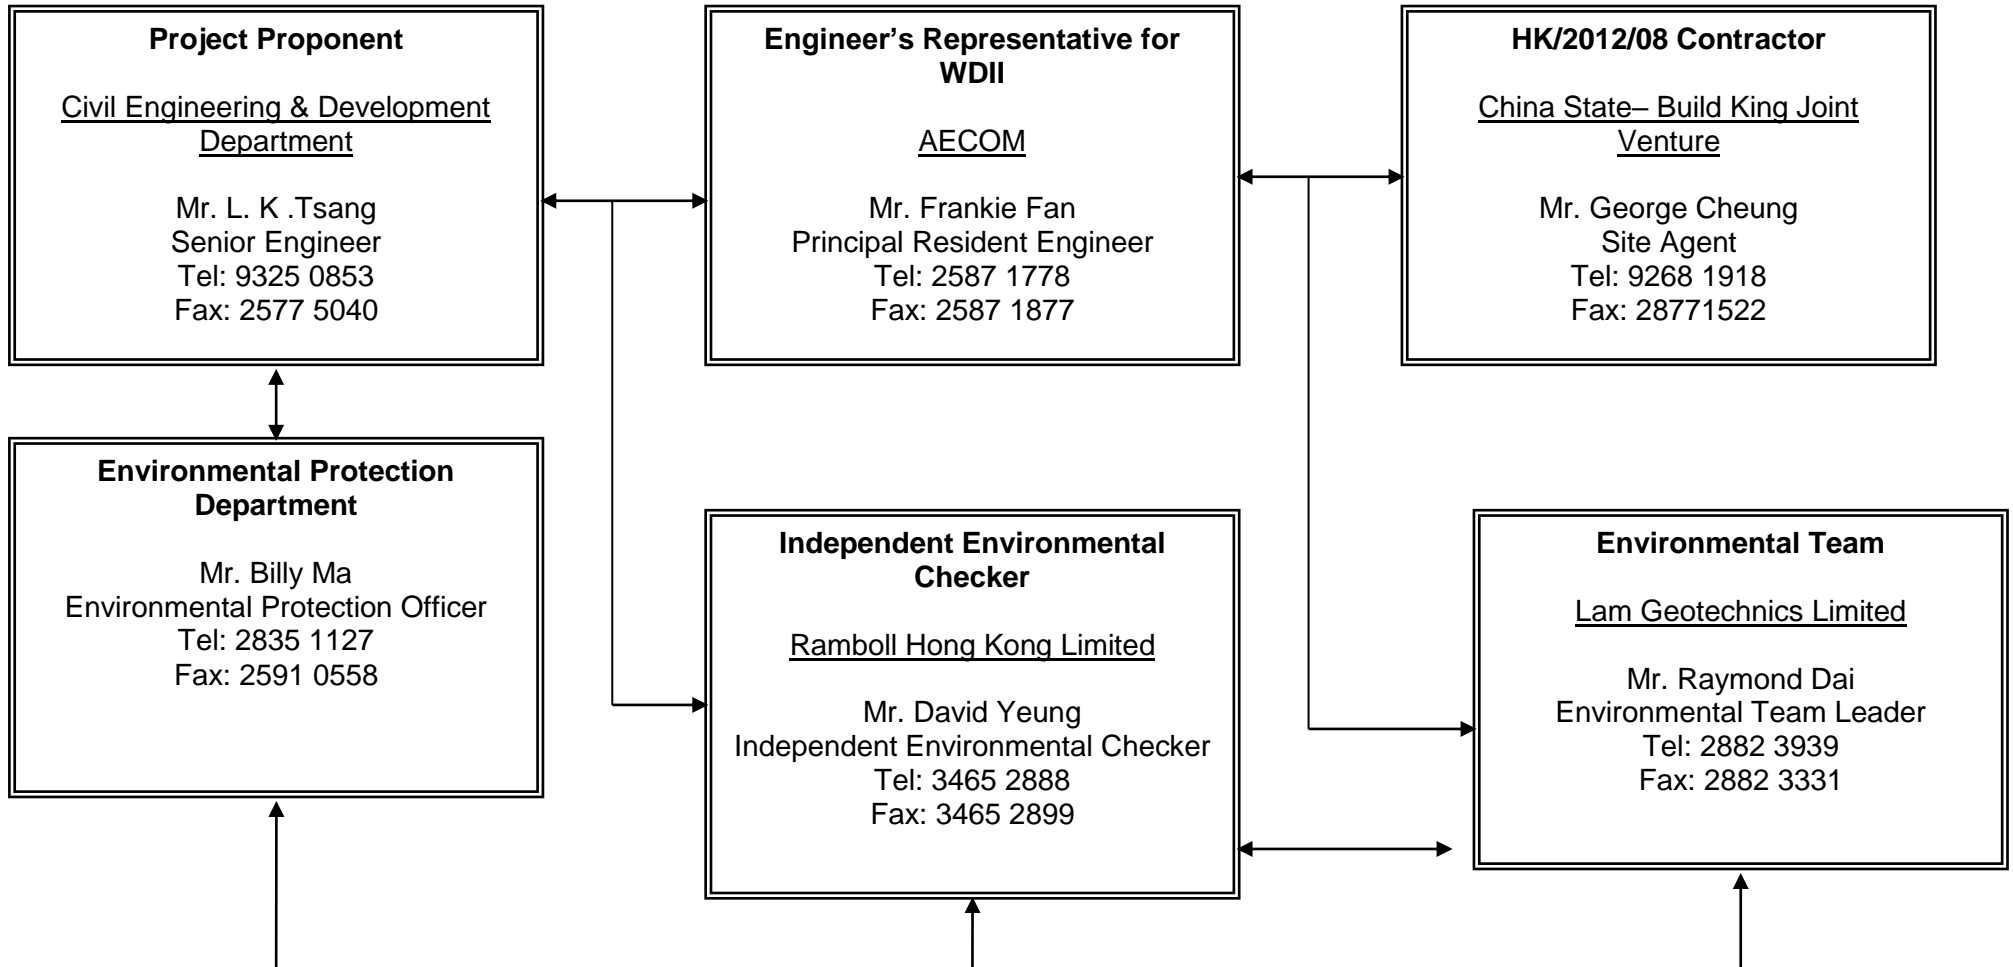 Project Proponent
Civil Engineering & Development
Department
Mr. L. K .Tsang
Senior Engineer
Tel: 9325 0853
Fax: 2577 5040
Engineer’s Representative for
WDII
AECOM
Mr. Frankie Fan
Principal Resident Engineer
Tel: 2587 1778
Fax: 2587 1877
HK/2012/08 Contractor
China State– Build King Joint
Venture
Mr. George Cheung
Site Agent
Tel: 9268 1918
Fax: 28771522
Environmental Protection
Department
Mr. Billy Ma
Environmental Protection Officer
Tel: 2835 1127
Fax: 2591 0558
Independent Environmental
Checker
Ramboll Hong Kong Limited
Mr. David Yeung
Independent Environmental Checker
Tel: 3465 2888
Fax: 3465 2899
Environmental Team
Lam Geotechnics Limited
Mr. Raymond Dai
Environmental Team Leader
Tel: 2882 3939
Fax: 2882 3331